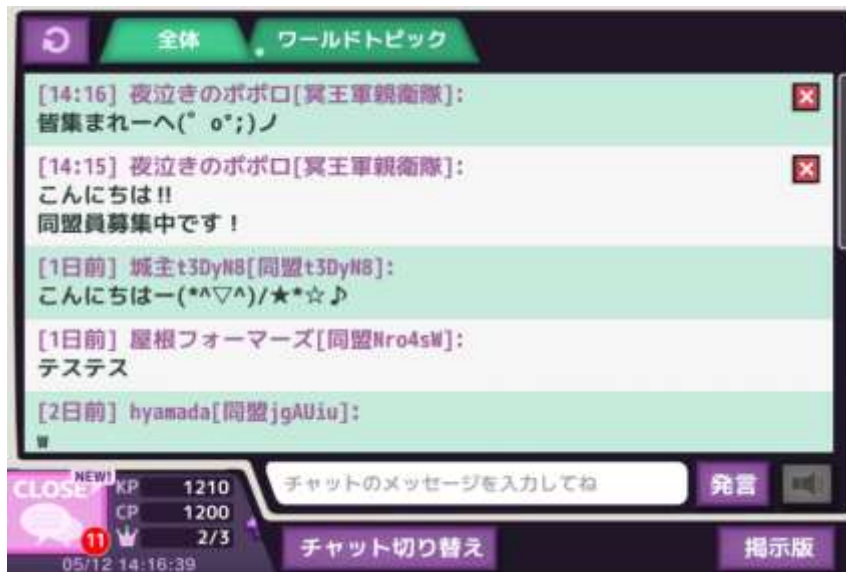 全体
ワールドトピック
[14:16] 夜泣きのポポロ[冥王軍親衛隊]:
皆集まれーヘ(ﾟoﾟ;)ノ
[14:15] 夜泣きのポポロ[冥王軍親衛隊]:
こんにちは!!
同盟員募集中です！
[1日前] 城主t3DyN8[同盟t3DyN8]:
こんにちはー(*^▽^)/★*☆♪
[1日前] 屋根フォーマーズ[同盟Nro4sW]:
テステス
[2日前] hyamada[同盟jgAUiu]:
w
チャットのメッセージを入力してね
発言
NEW!
CLOSE
KP 1210
CP 1200
11
2/3
05/12 14:16:39
チャット切り替え
掲示版